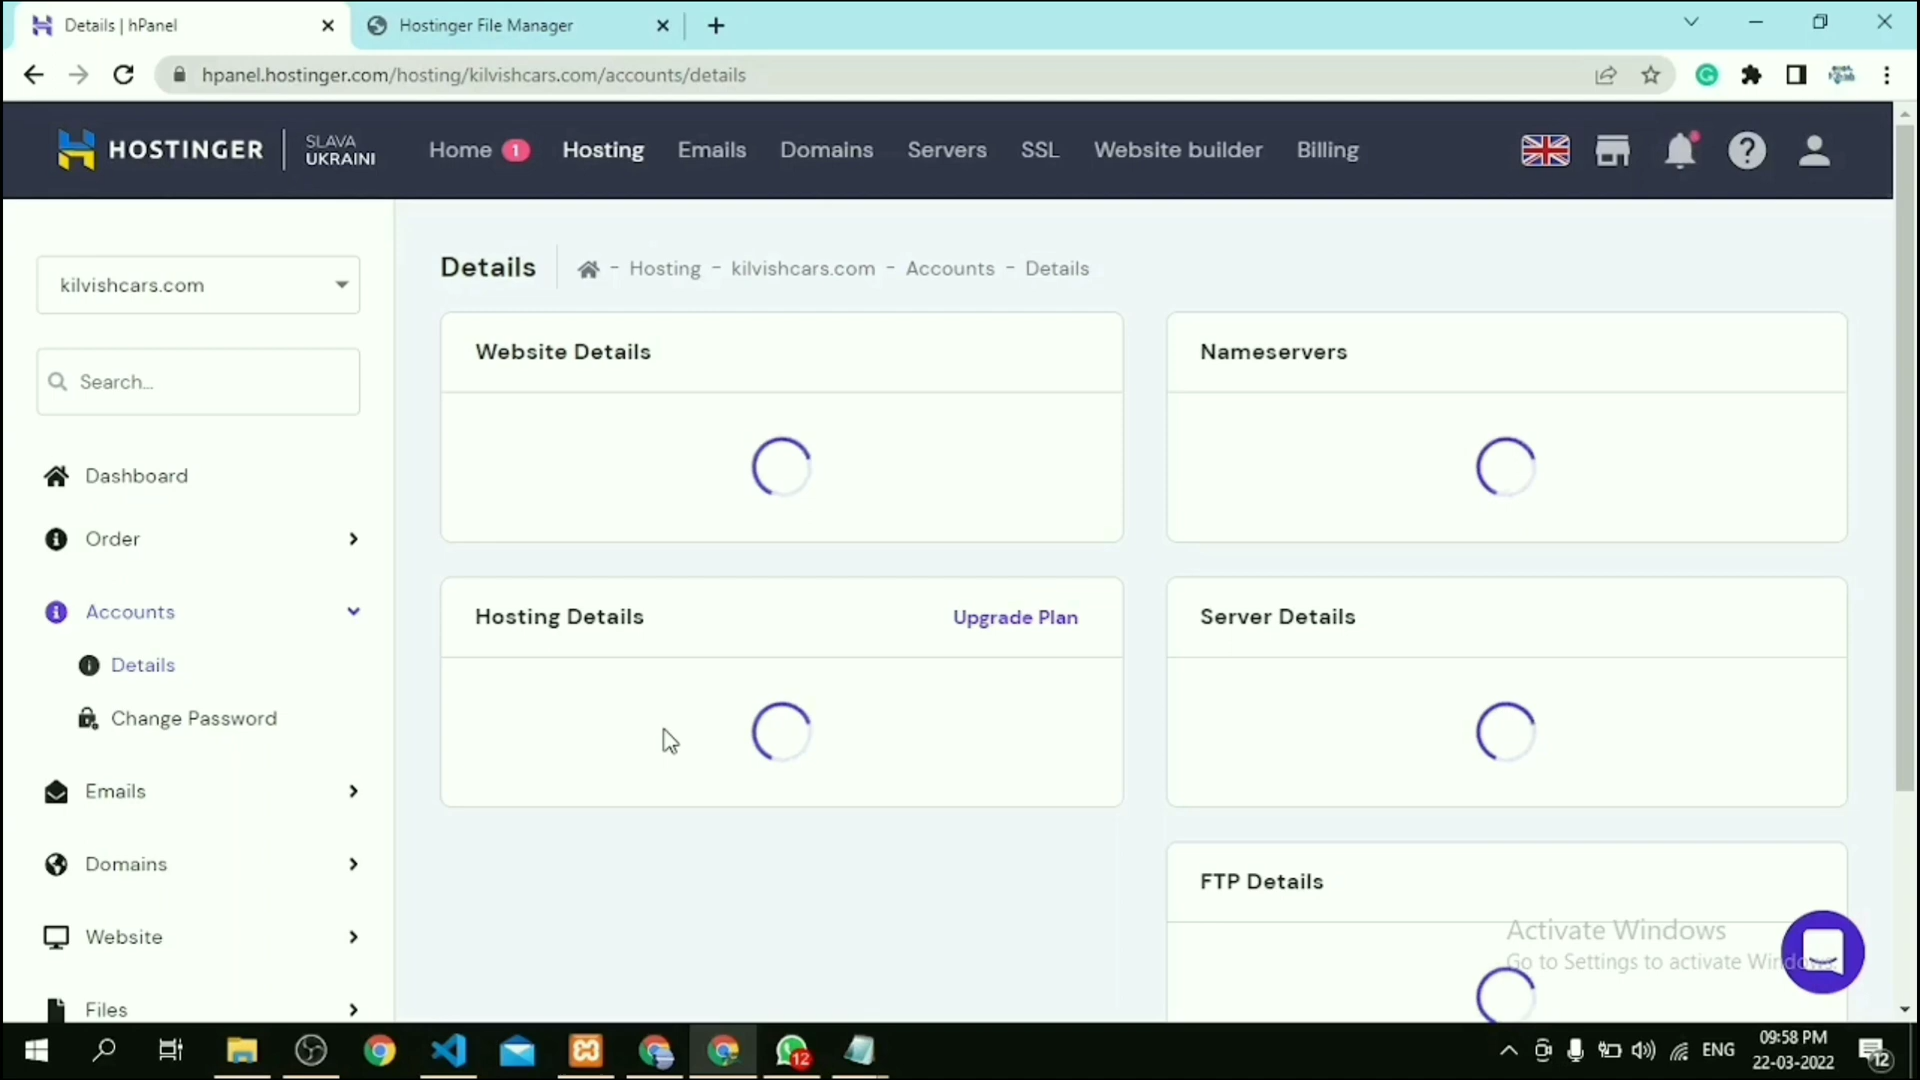 Details | hPanel
Hostinger File Manager
hpanel.hostinger.com/hosting/kilvishcars.com/accounts/details
HOSTINGER
SLAVA
UKRAINI
Home 1
Hosting
Emails
Domains
Servers
SSL
Website builder
Billing
kilvishcars.com
Search...
Dashboard
Order
Accounts
Details
Change Password
Emails
Domains
Website
Files
Details
- Hosting - kilvishcars.com - Accounts - Details
Website Details
Nameservers
Hosting Details
Upgrade Plan
Server Details
FTP Details
Activate Windows
Go to Settings to activate Windows.
12
ENG
09:58 PM
22-03-2022
12